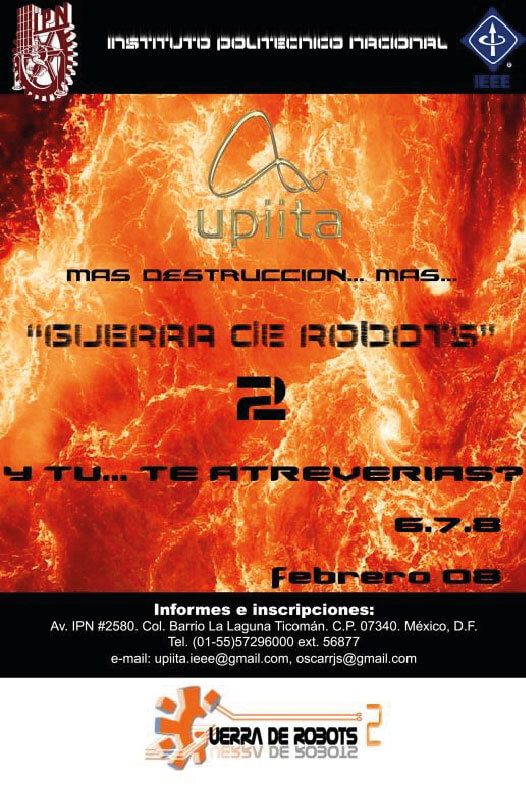 IPN
INSTITUTO POLITECNICO NACIONAL
IEEE
upiita
MAS DESTRUCCION... MAS...
"GUERRA DE ROBOTS"
2
Y TU... TE ATREVERIAS?
6.7.8
febrero 08
Informes e inscripciones:
Av. IPN #2580. Col. Barrio La Laguna Ticomán. C.P. 07340. México, D.F.
Tel. (01-55)57296000 ext. 56877
e-mail: upiita.ieee@gmail.com, oscarrjs@gmail.com
GUERRA DE ROBOTS 2